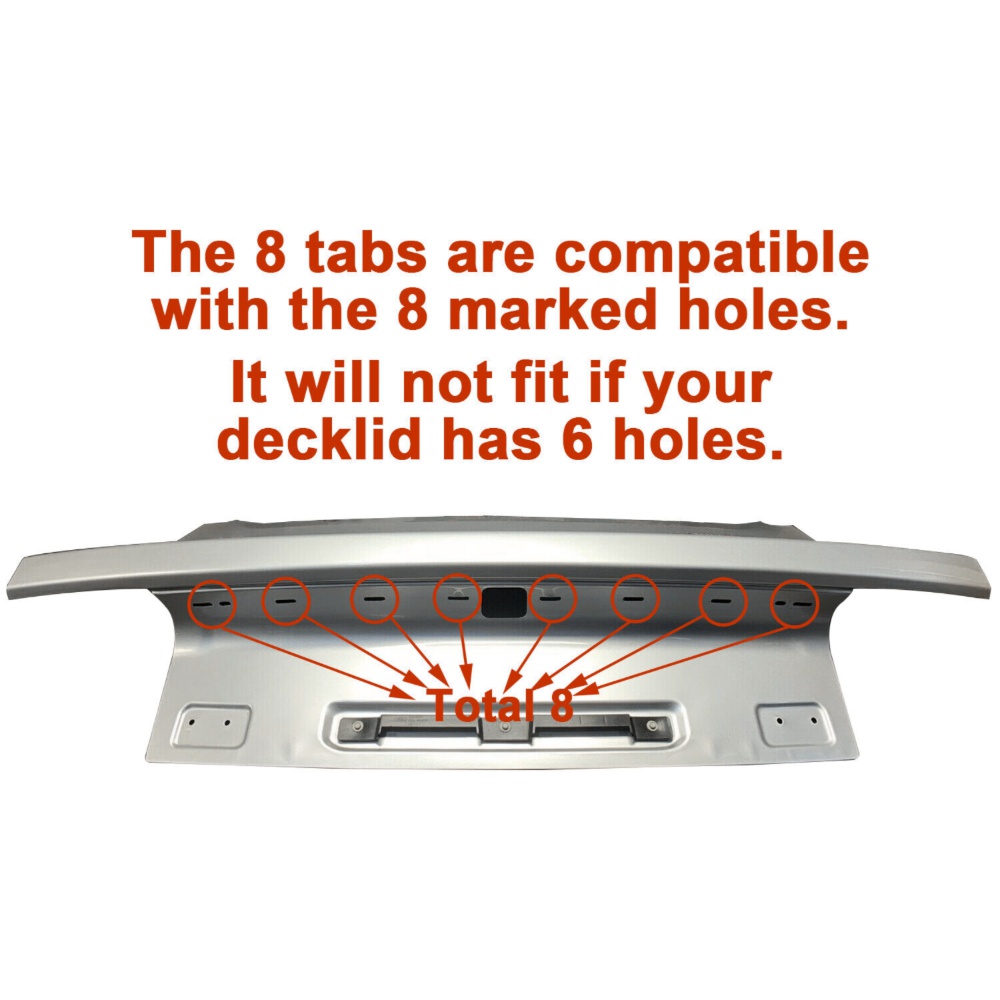 The 8 tabs are compatible
with the 8 marked holes.
It will not fit if your
decklid has 6 holes.
Total 8